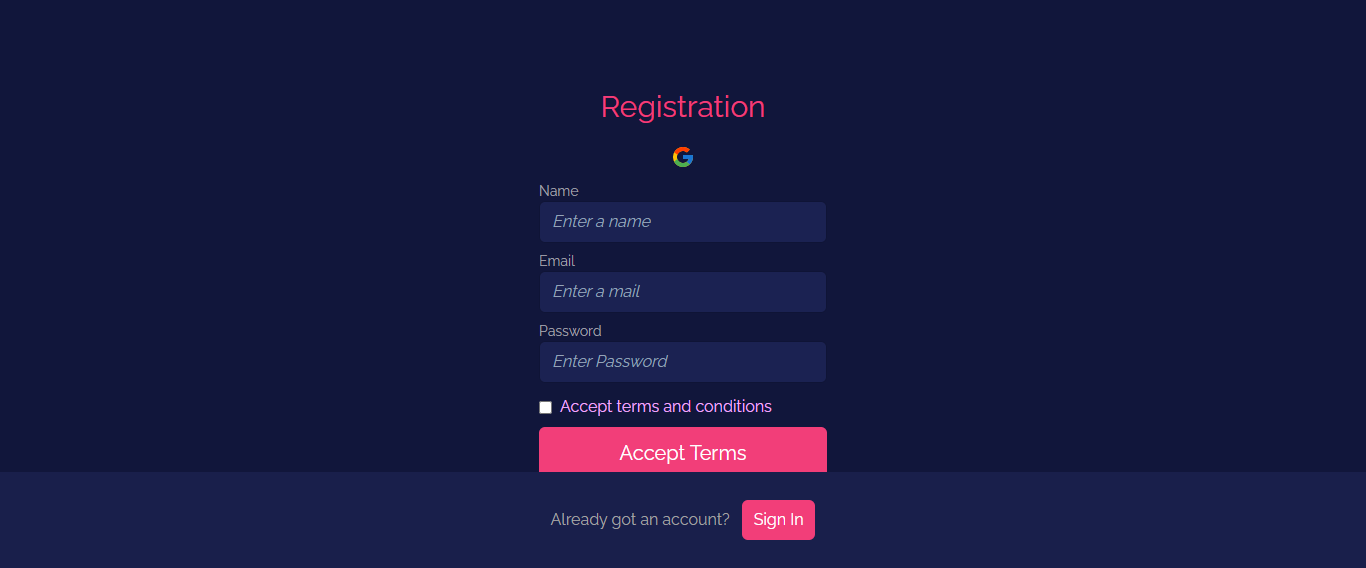 Registration
Name
Enter a name
Email
Enter a mail
Password
Enter Password
Accept terms and conditions
Accept Terms
Already got an account? Sign In